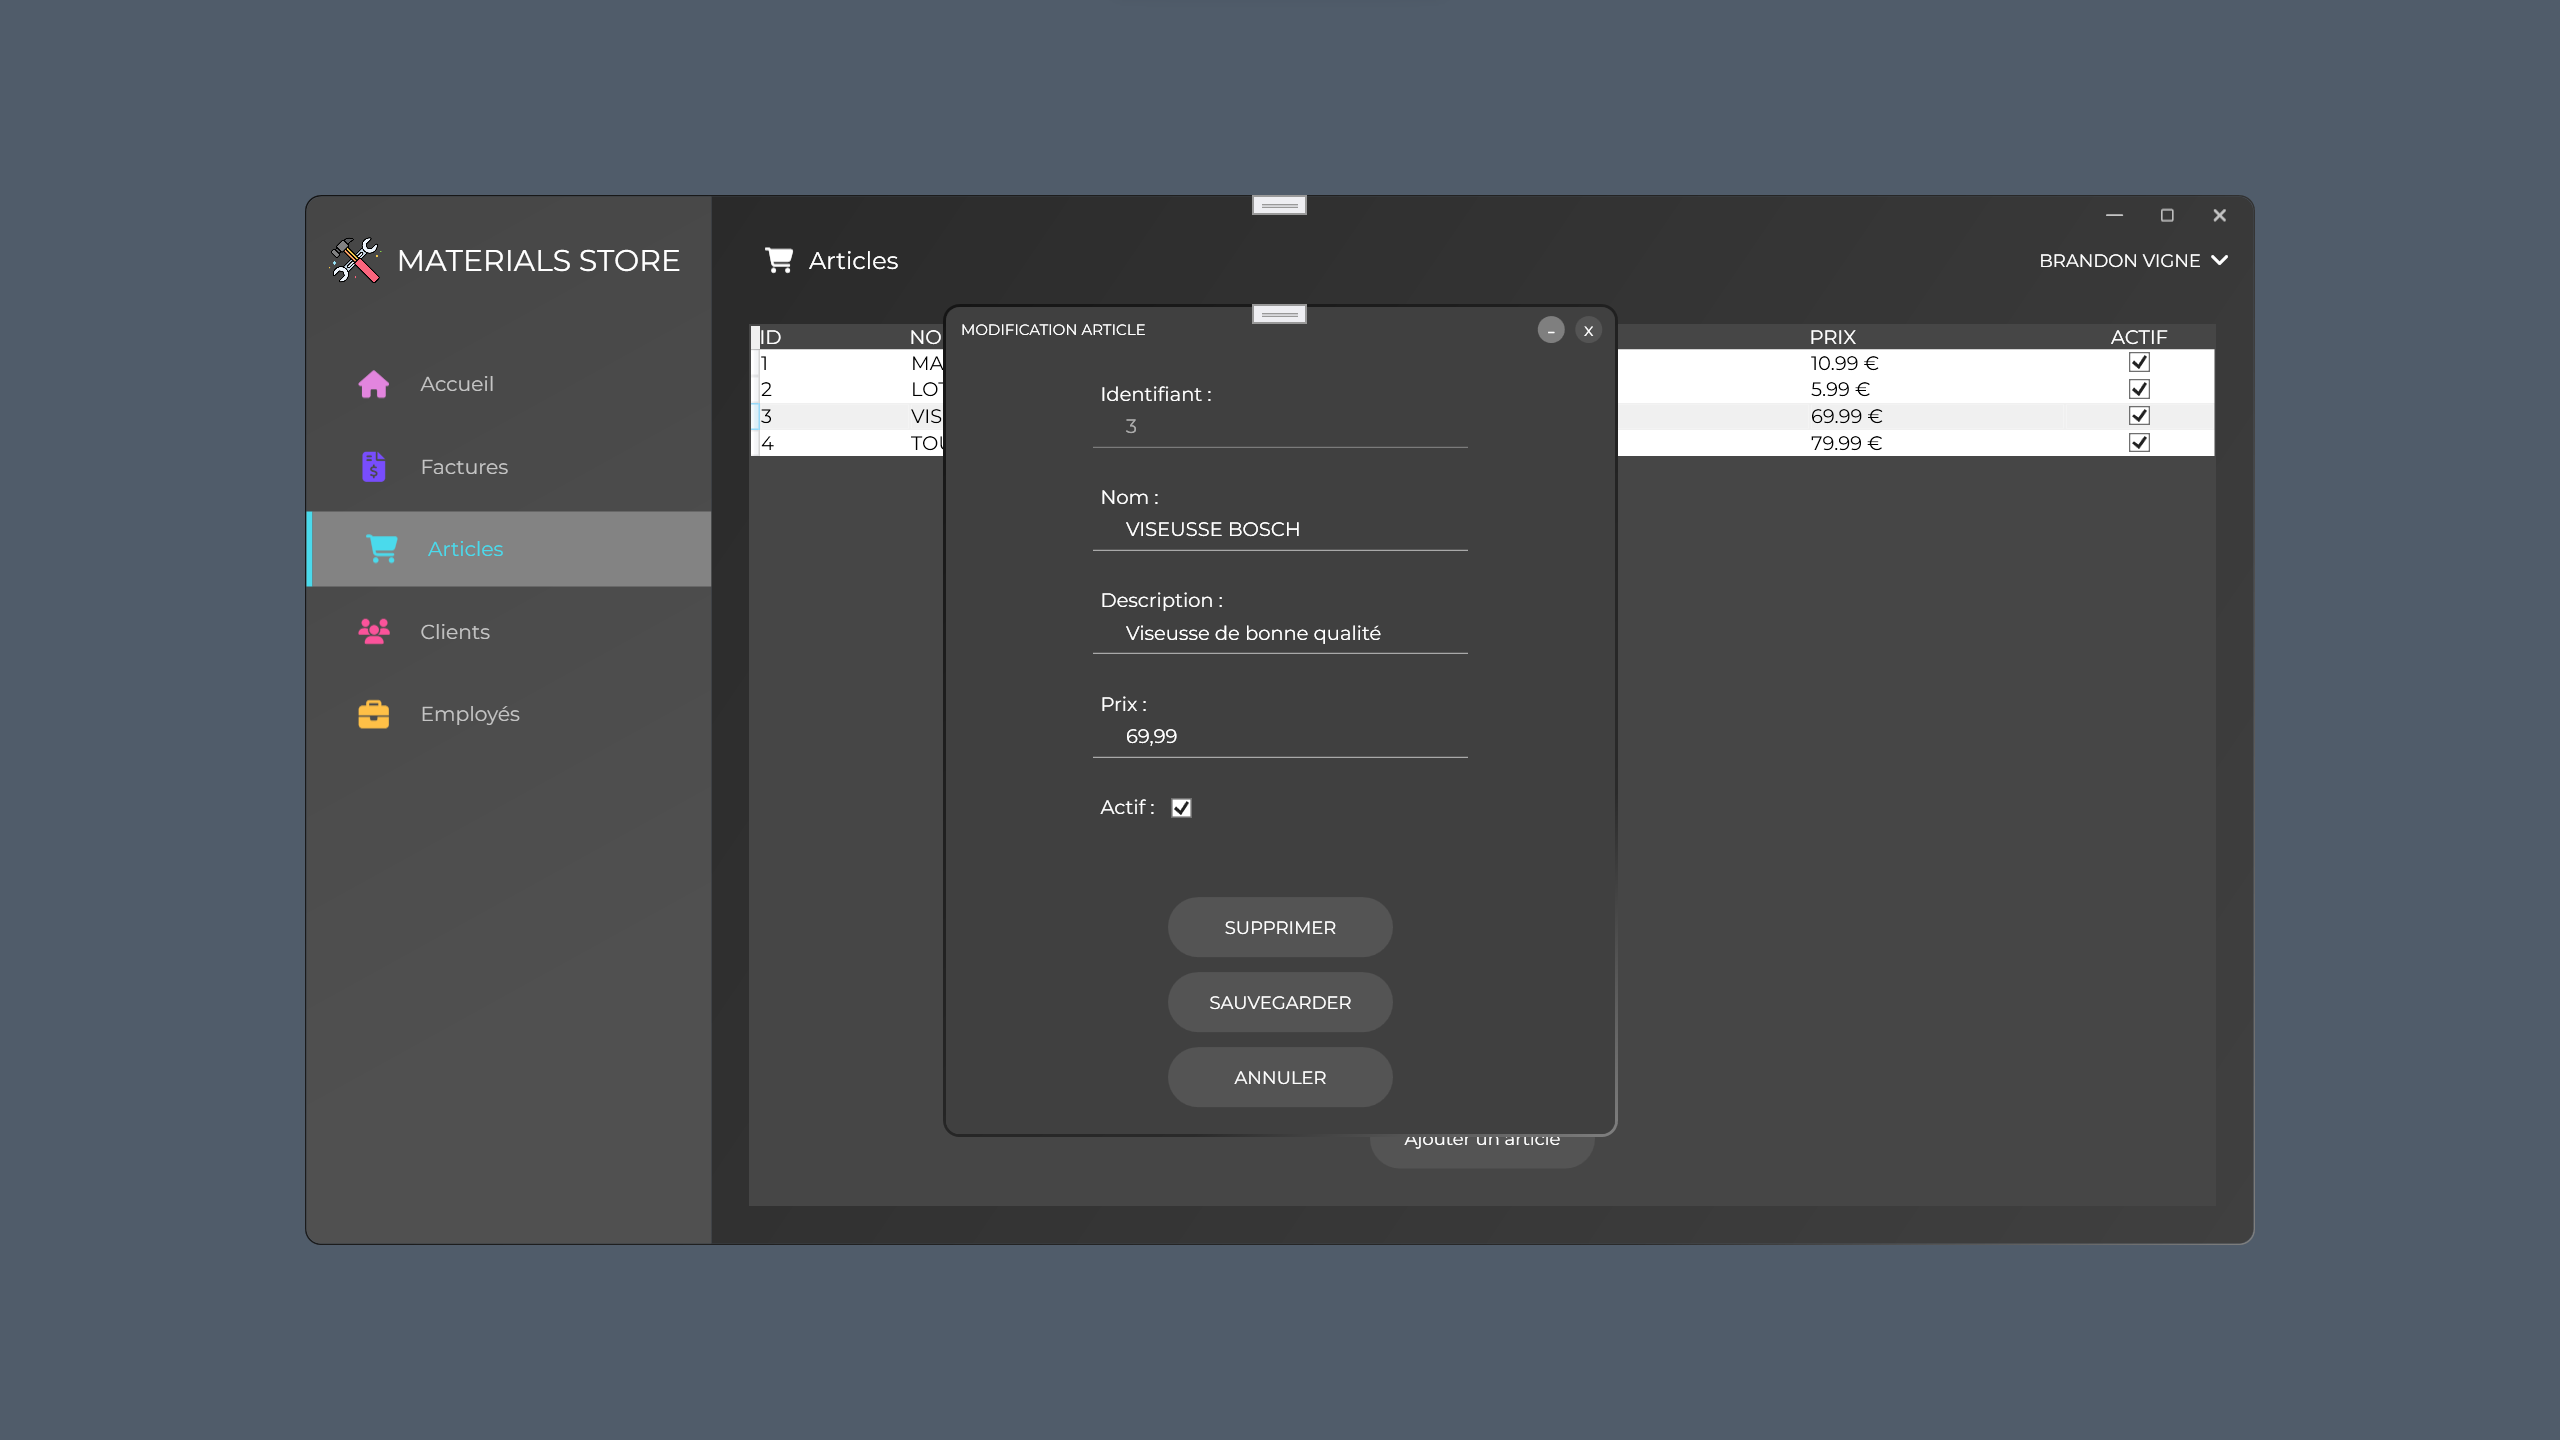 MATERIALS STORE
Accueil
Factures
Articles
Clients
Employés
Articles
BRANDON VIGNE
ID NO PRIX ACTIF
1 MA 10.99 €
2 LOT 5.99 €
3 VIS 69.99 €
4 TOU 79.99 €
MODIFICATION ARTICLE
Identifiant :
3
Nom :
VISEUSSE BOSCH
Description :
Viseusse de bonne qualité
Prix :
69,99
Actif :
SUPPRIMER
SAUVEGARDER
ANNULER
Ajouter un article